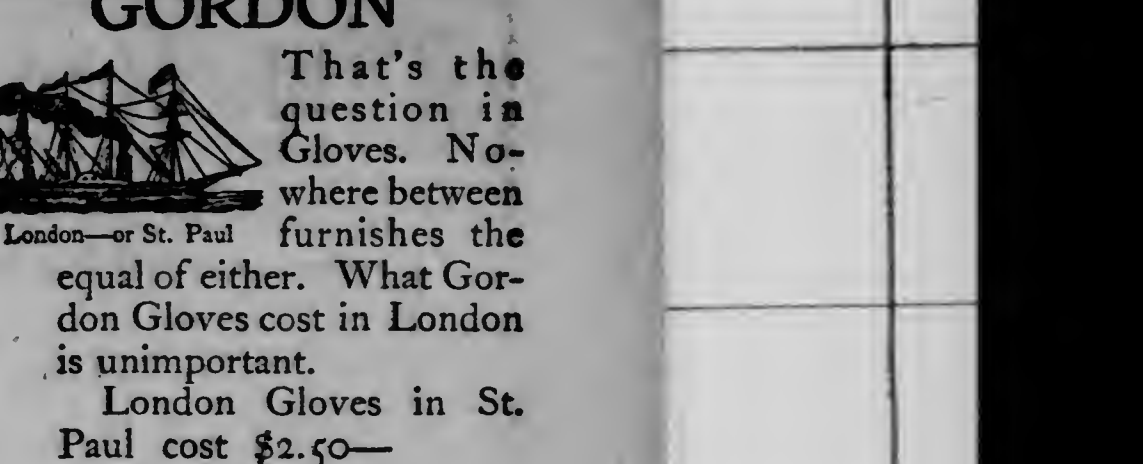 GORDON
That's the
question in
Gloves. No-
where between
furnishes the
London—or St. Paul
equal of either. What Gor-
don Gloves cost in London
is unimportant.
London Gloves in St.
Paul cost $2.50—